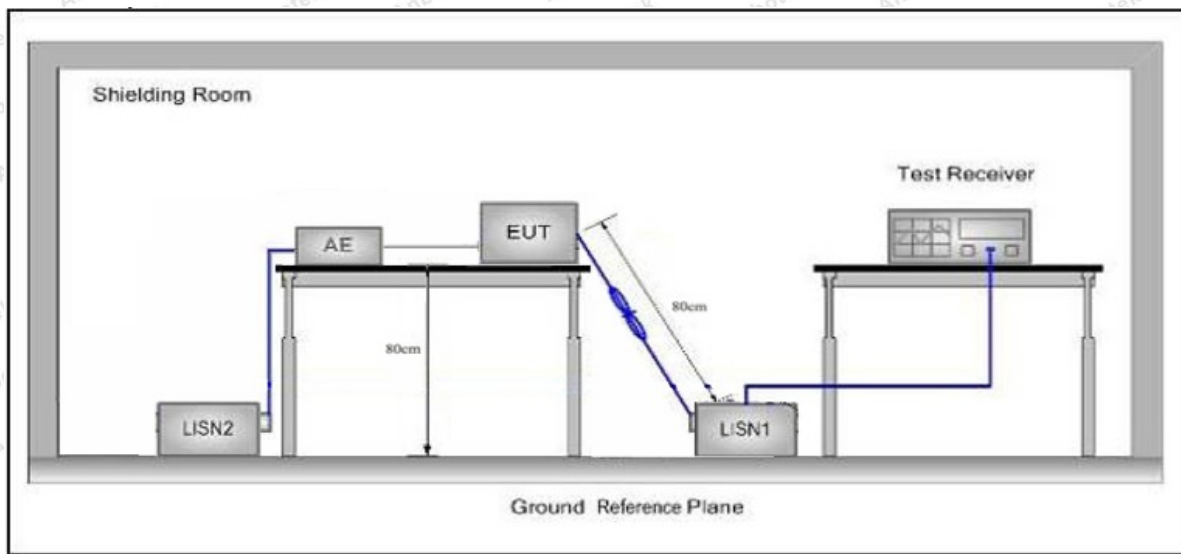 Shielding Room
Test Receiver
AE
EUT
80cm
80cm
LISN2
LISN1
Ground Reference Plane